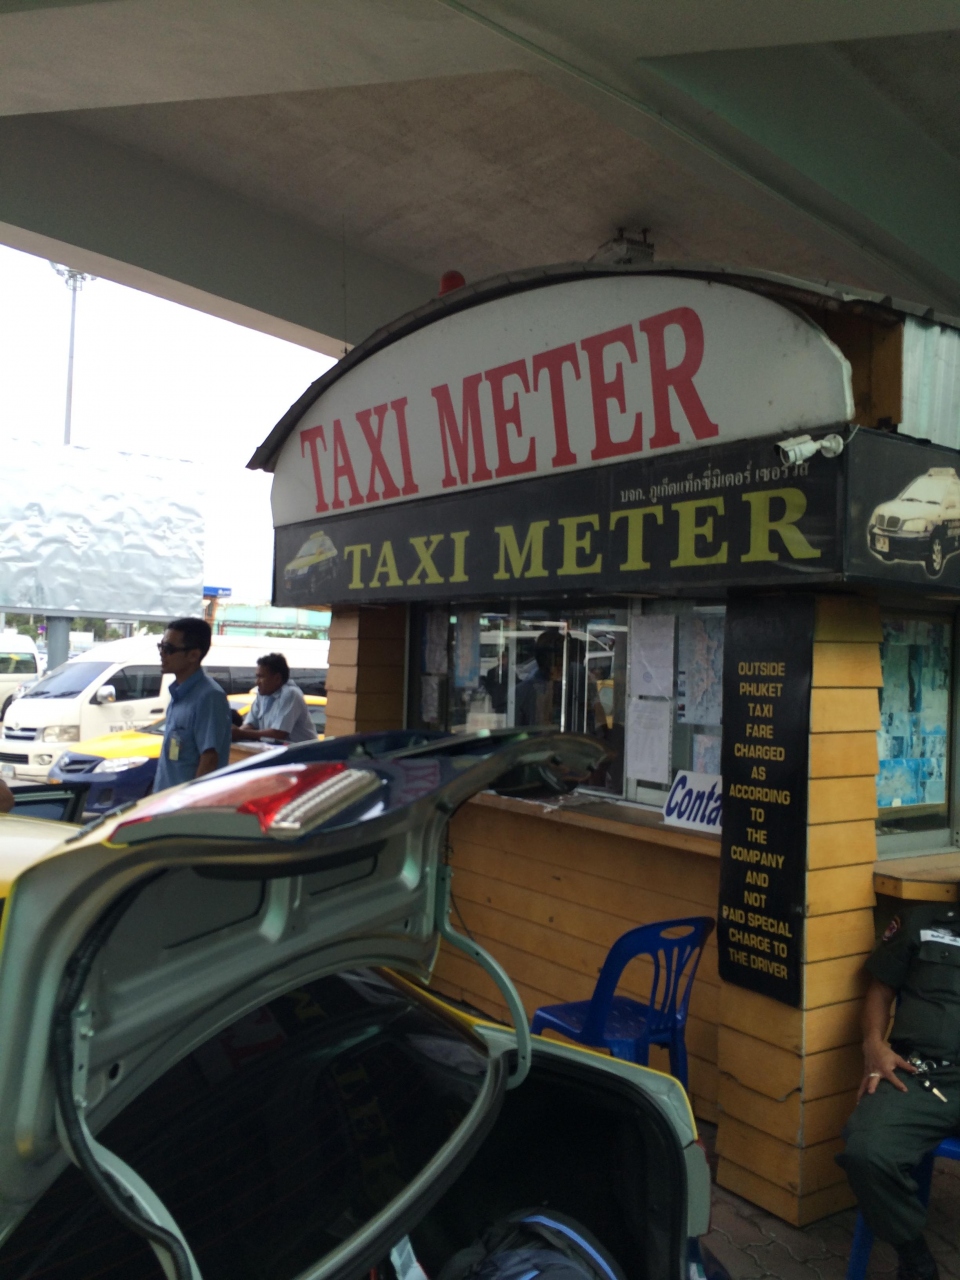 TAXI METER
บจก. ภูเก็ตแท็กซี่มิเตอร์ เซอร์วิส
TAXI METER
OUTSIDE
PHUKET
TAXI
FARE
CHARGED
AS
ACCORDING
TO
THE
COMPANY
AND
NOT
PAID SPECIAL
CHARGE TO
THE DRIVER
Conta